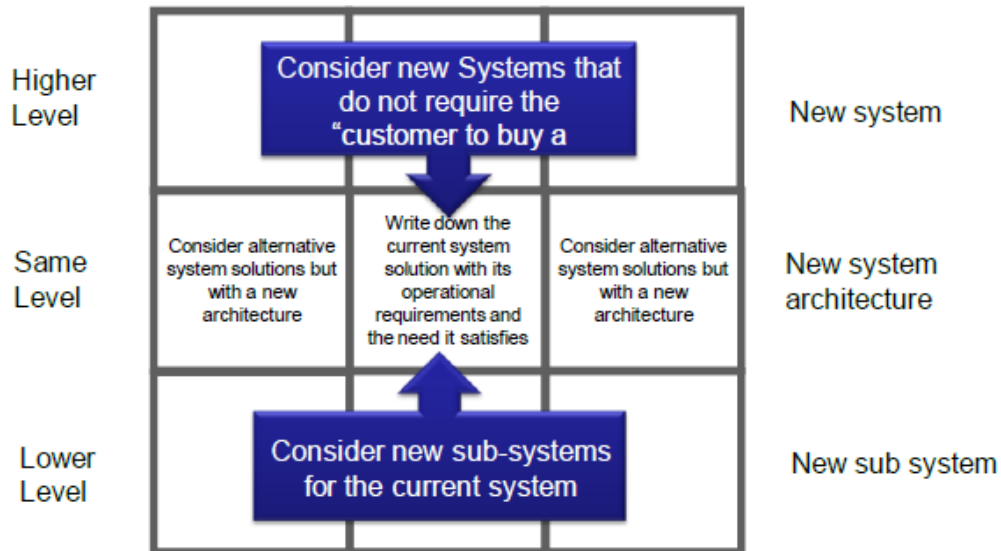 Higher
Level
Consider new Systems that
do not require the
“customer to buy a
New system
Same
Level
Consider alternative
system solutions but
with a new
architecture
Write down the
current system
solution with its
operational
requirements and
the need it satisfies
Consider alternative
system solutions but
with a new
architecture
New system
architecture
Lower
Level
Consider new sub-systems
for the current system
New sub system